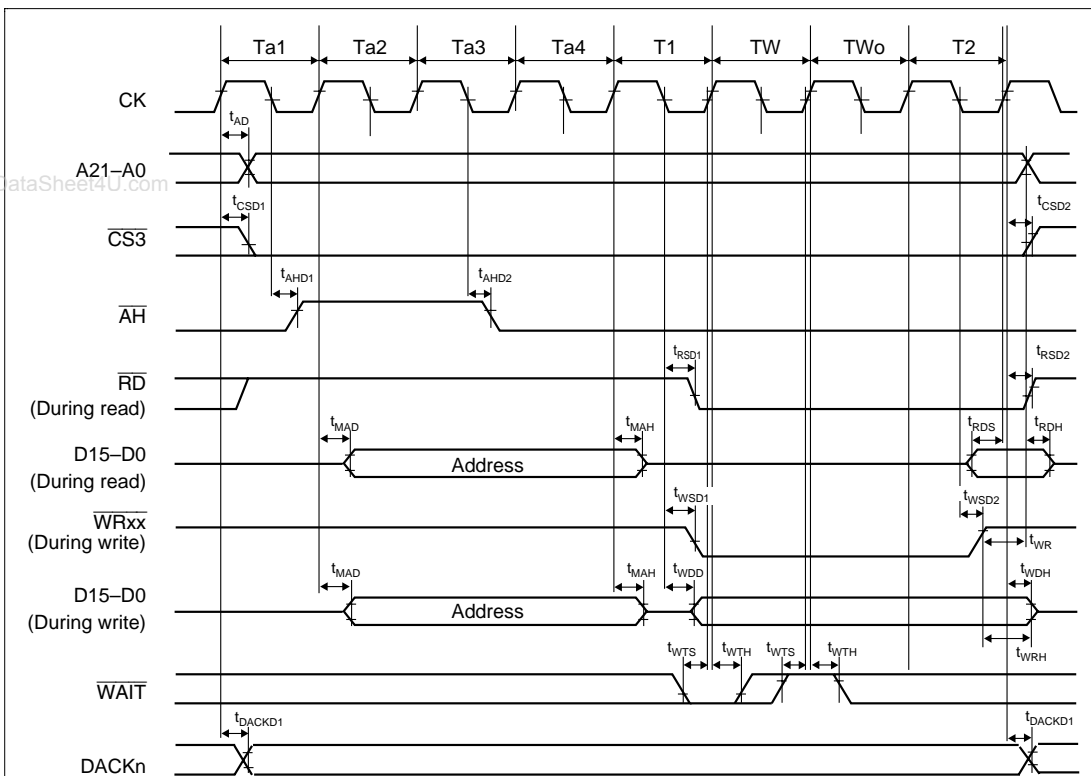 Ta1 Ta2 Ta3 Ta4 T1 TW TWo T2
CK
tAD
A21–A0
DataSheet4U.com
tCSD1 tCSD2
CS3
tAHD1 tAHD2
AH
tRSD1 tRSD2
RD
(During read)
tMAD tMAH tRDS tRDH
D15–D0
Address
(During read)
tWSD1 tWSD2
WRxx
(During write)
tWR
tMAD tMAH tWDD tWDH
D15–D0
Address
(During write)
tWRH
tWTS tWTH tWTS tWTH
WAIT
tDACKD1 tDACKD1
DACKn